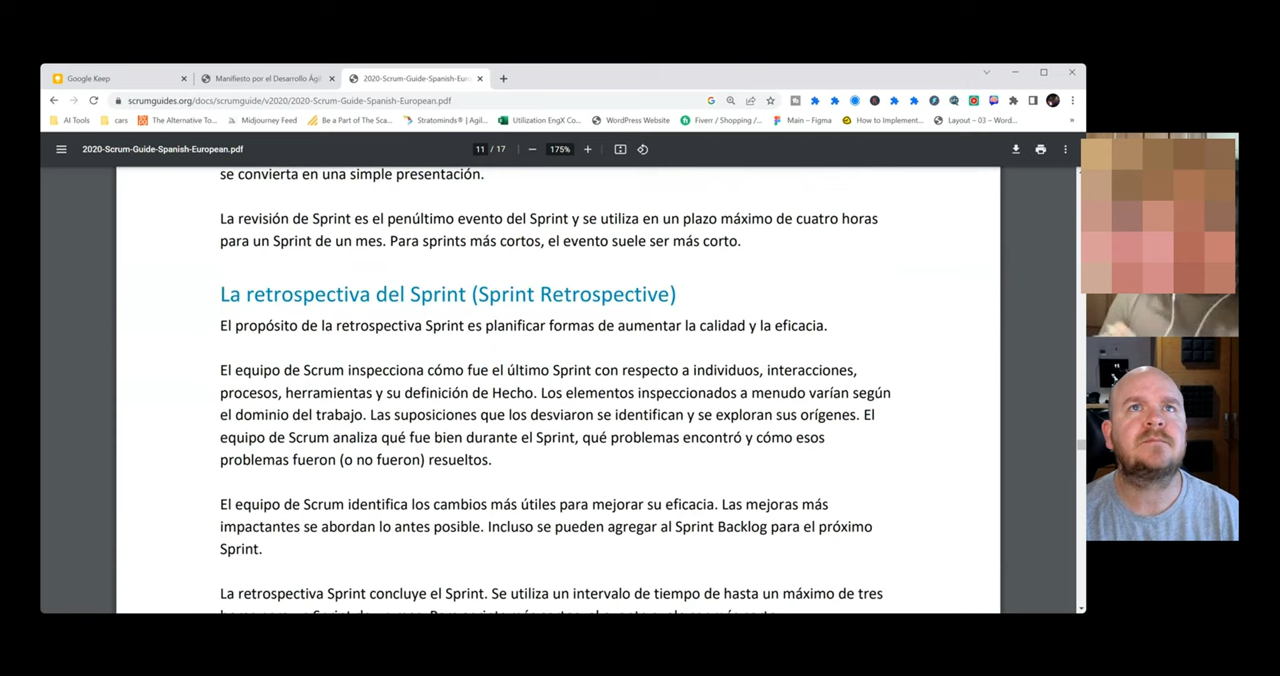 Google Keep
Manifiesto por el Desarrollo Ági
2020-Scrum-Guide-Spanish-Euro
scrumguides.org/docs/scrumguide/v2020/2020-Scrum-Guide-Spanish-European.pdf
AI Tools
cars
The Alternative To...
Midjourney Feed
Be a Part of The Sca...
Stratominds® | Agil...
Utilization EngX Co...
WordPress Website
Fiverr / Shopping /...
Main – Figma
How to Implement...
Layout – 03 – Word...
»
2020-Scrum-Guide-Spanish-European.pdf
11 / 17
175%
se convierta en una simple presentación.
La revisión de Sprint es el penúltimo evento del Sprint y se utiliza en un plazo máximo de cuatro horas
para un Sprint de un mes. Para sprints más cortos, el evento suele ser más corto.
La retrospectiva del Sprint (Sprint Retrospective)
El propósito de la retrospectiva Sprint es planificar formas de aumentar la calidad y la eficacia.
El equipo de Scrum inspecciona cómo fue el último Sprint con respecto a individuos, interacciones,
procesos, herramientas y su definición de Hecho. Los elementos inspeccionados a menudo varían según
el dominio del trabajo. Las suposiciones que los desviaron se identifican y se exploran sus orígenes. El
equipo de Scrum analiza qué fue bien durante el Sprint, qué problemas encontró y cómo esos
problemas fueron (o no fueron) resueltos.
El equipo de Scrum identifica los cambios más útiles para mejorar su eficacia. Las mejoras más
impactantes se abordan lo antes posible. Incluso se pueden agregar al Sprint Backlog para el próximo
Sprint.
La retrospectiva Sprint concluye el Sprint. Se utiliza un intervalo de tiempo de hasta un máximo de tres